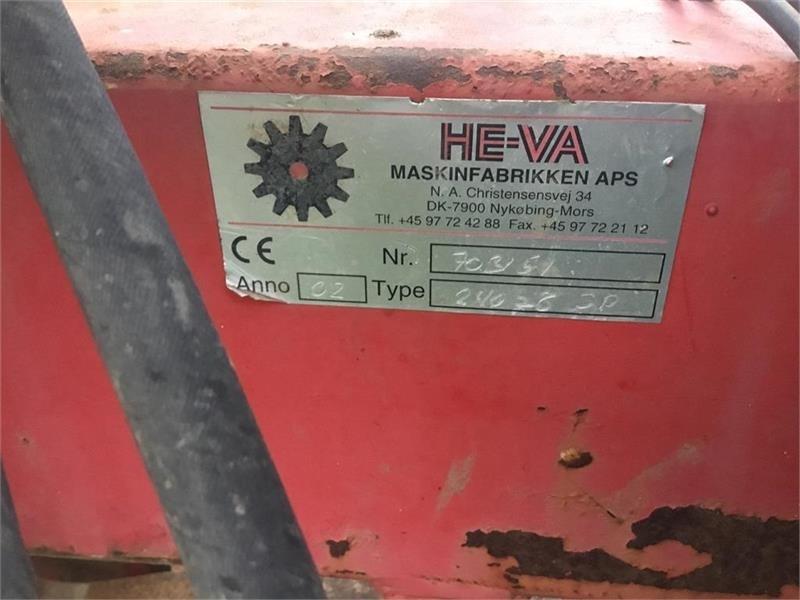 HE-VA
MASKINFABRIKKEN APS
N. A. Christensensvej 34
DK-7900 Nykøbing-Mors
Tlf. +45 97 72 42 88 Fax. +45 97 72 21 12
CE Nr.
Anno 02 Type